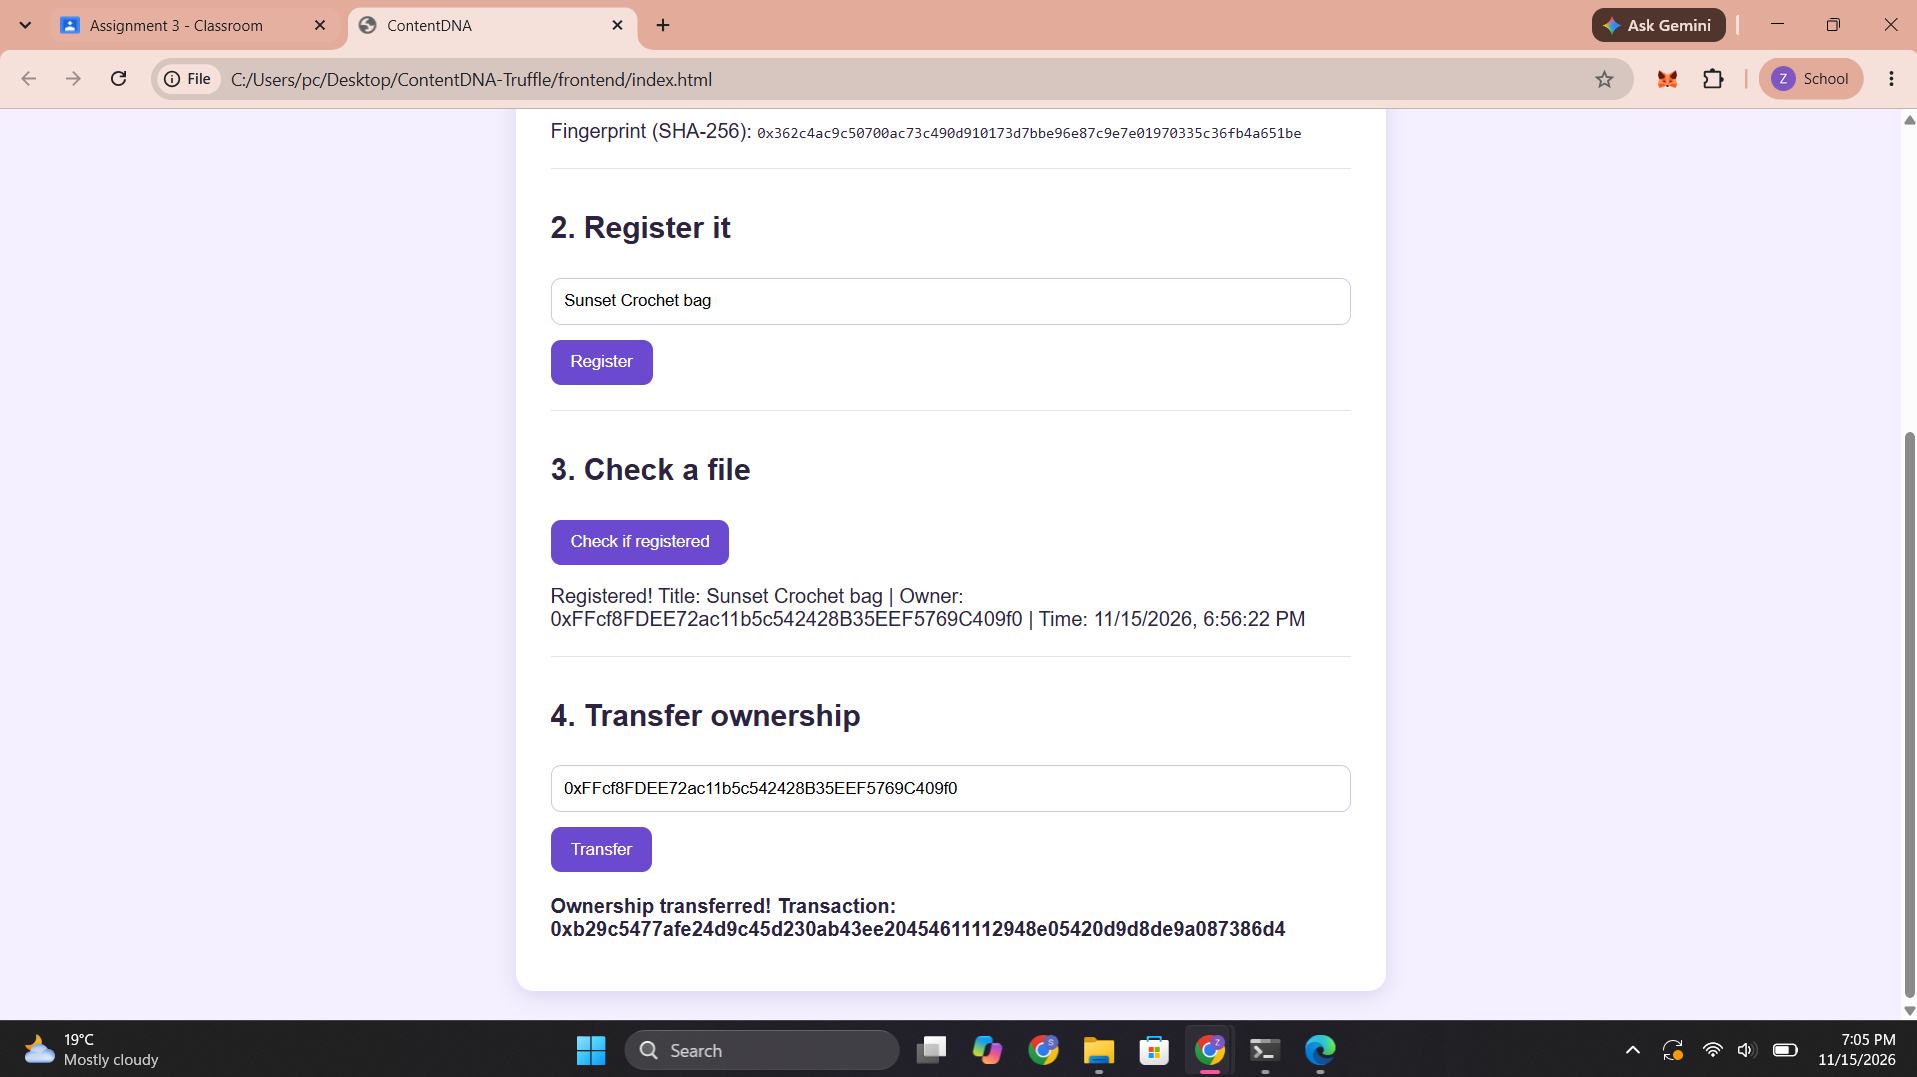 Assignment 3 - Classroom
ContentDNA
Ask Gemini
File
C:/Users/pc/Desktop/ContentDNA-Truffle/frontend/index.html
Z
School
Fingerprint (SHA-256): 0x362c4ac9c50700ac73c490d910173d7bbe96e87c9e7e01970335c36fb4a651be
2. Register it
Sunset Crochet bag
Register
3. Check a file
Check if registered
Registered! Title: Sunset Crochet bag | Owner:
0xFFcf8FDEE72ac11b5c542428B35EEF5769C409f0 | Time: 11/15/2026, 6:56:22 PM
4. Transfer ownership
0xFFcf8FDEE72ac11b5c542428B35EEF5769C409f0
Transfer
Ownership transferred! Transaction:
0xb29c5477afe24d9c45d230ab43ee20454611112948e05420d9d8de9a087386d4
19°C
Mostly cloudy
Search
S
Z
7:05 PM
11/15/2026